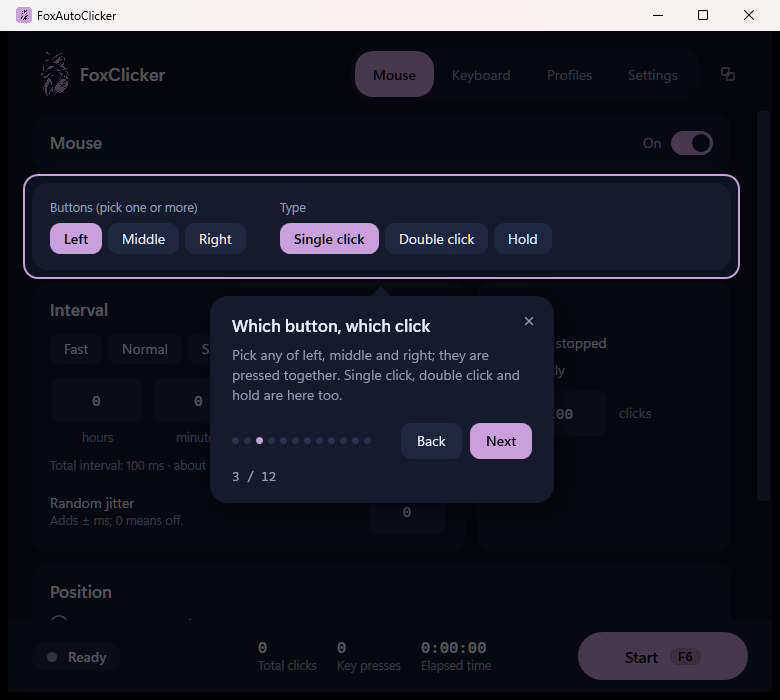 FoxAutoClicker
FoxClicker
Mouse
Keyboard
Profiles
Settings
Mouse
On
Buttons (pick one or more)
Type
Left
Middle
Right
Single click
Double click
Hold
Interval
Fast
Normal
stopped
Which button, which click
Pick any of left, middle and right; they are
pressed together. Single click, double click and
hold are here too.
Back
Next
3 / 12
0
0
hours
clicks
Total interval: 100 ms · about
Random jitter
Adds ± ms; 0 means off.
0
Position
Ready
0
Total clicks
0
Key presses
0:00:00
Elapsed time
Start
F6